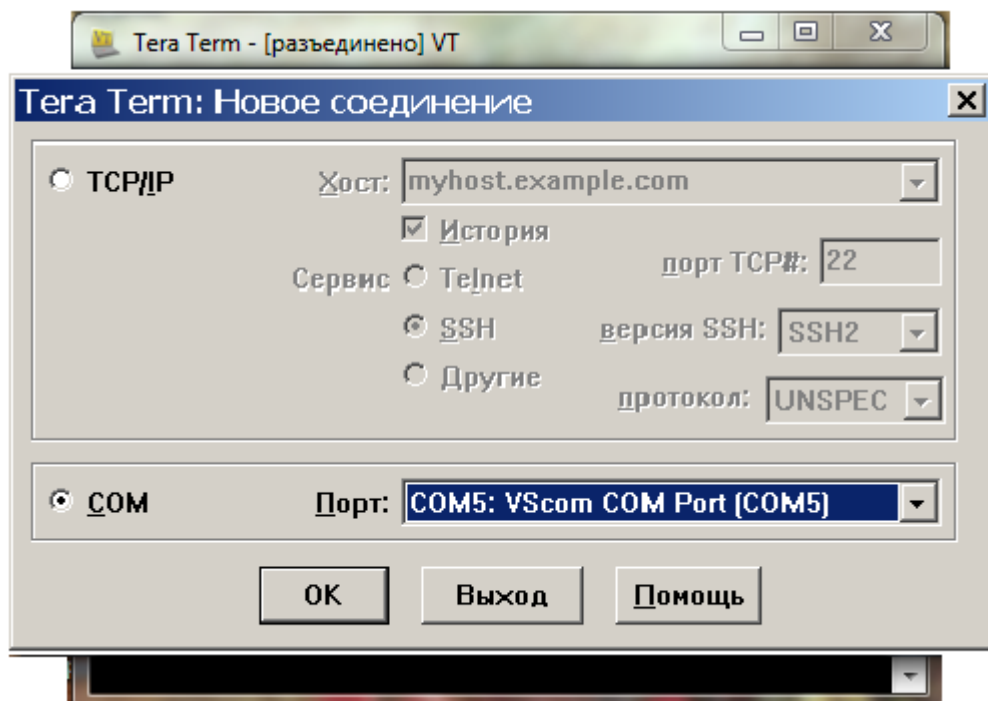 Tera Term - [разъединено] VT
Tera Term: Новое соединение
TCP/IP Хост: myhost.example.com
История
порт TCP#: 22
Сервис Telnet
SSH версия SSH: SSH2
Другие
протокол: UNSPEC
COM Порт: COM5: VScom COM Port (COM5)
OK Выход Помощь